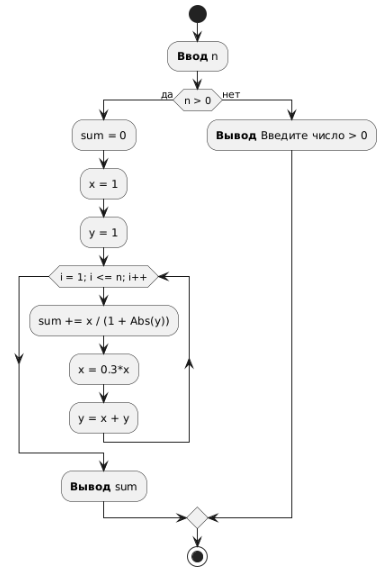 Ввод n
да
n > 0
нет
sum = 0
Вывод Введите число > 0
x = 1
y = 1
i = 1; i <= n; i++
sum += x / (1 + Abs(y))
x = 0.3*x
y = x + y
Вывод sum